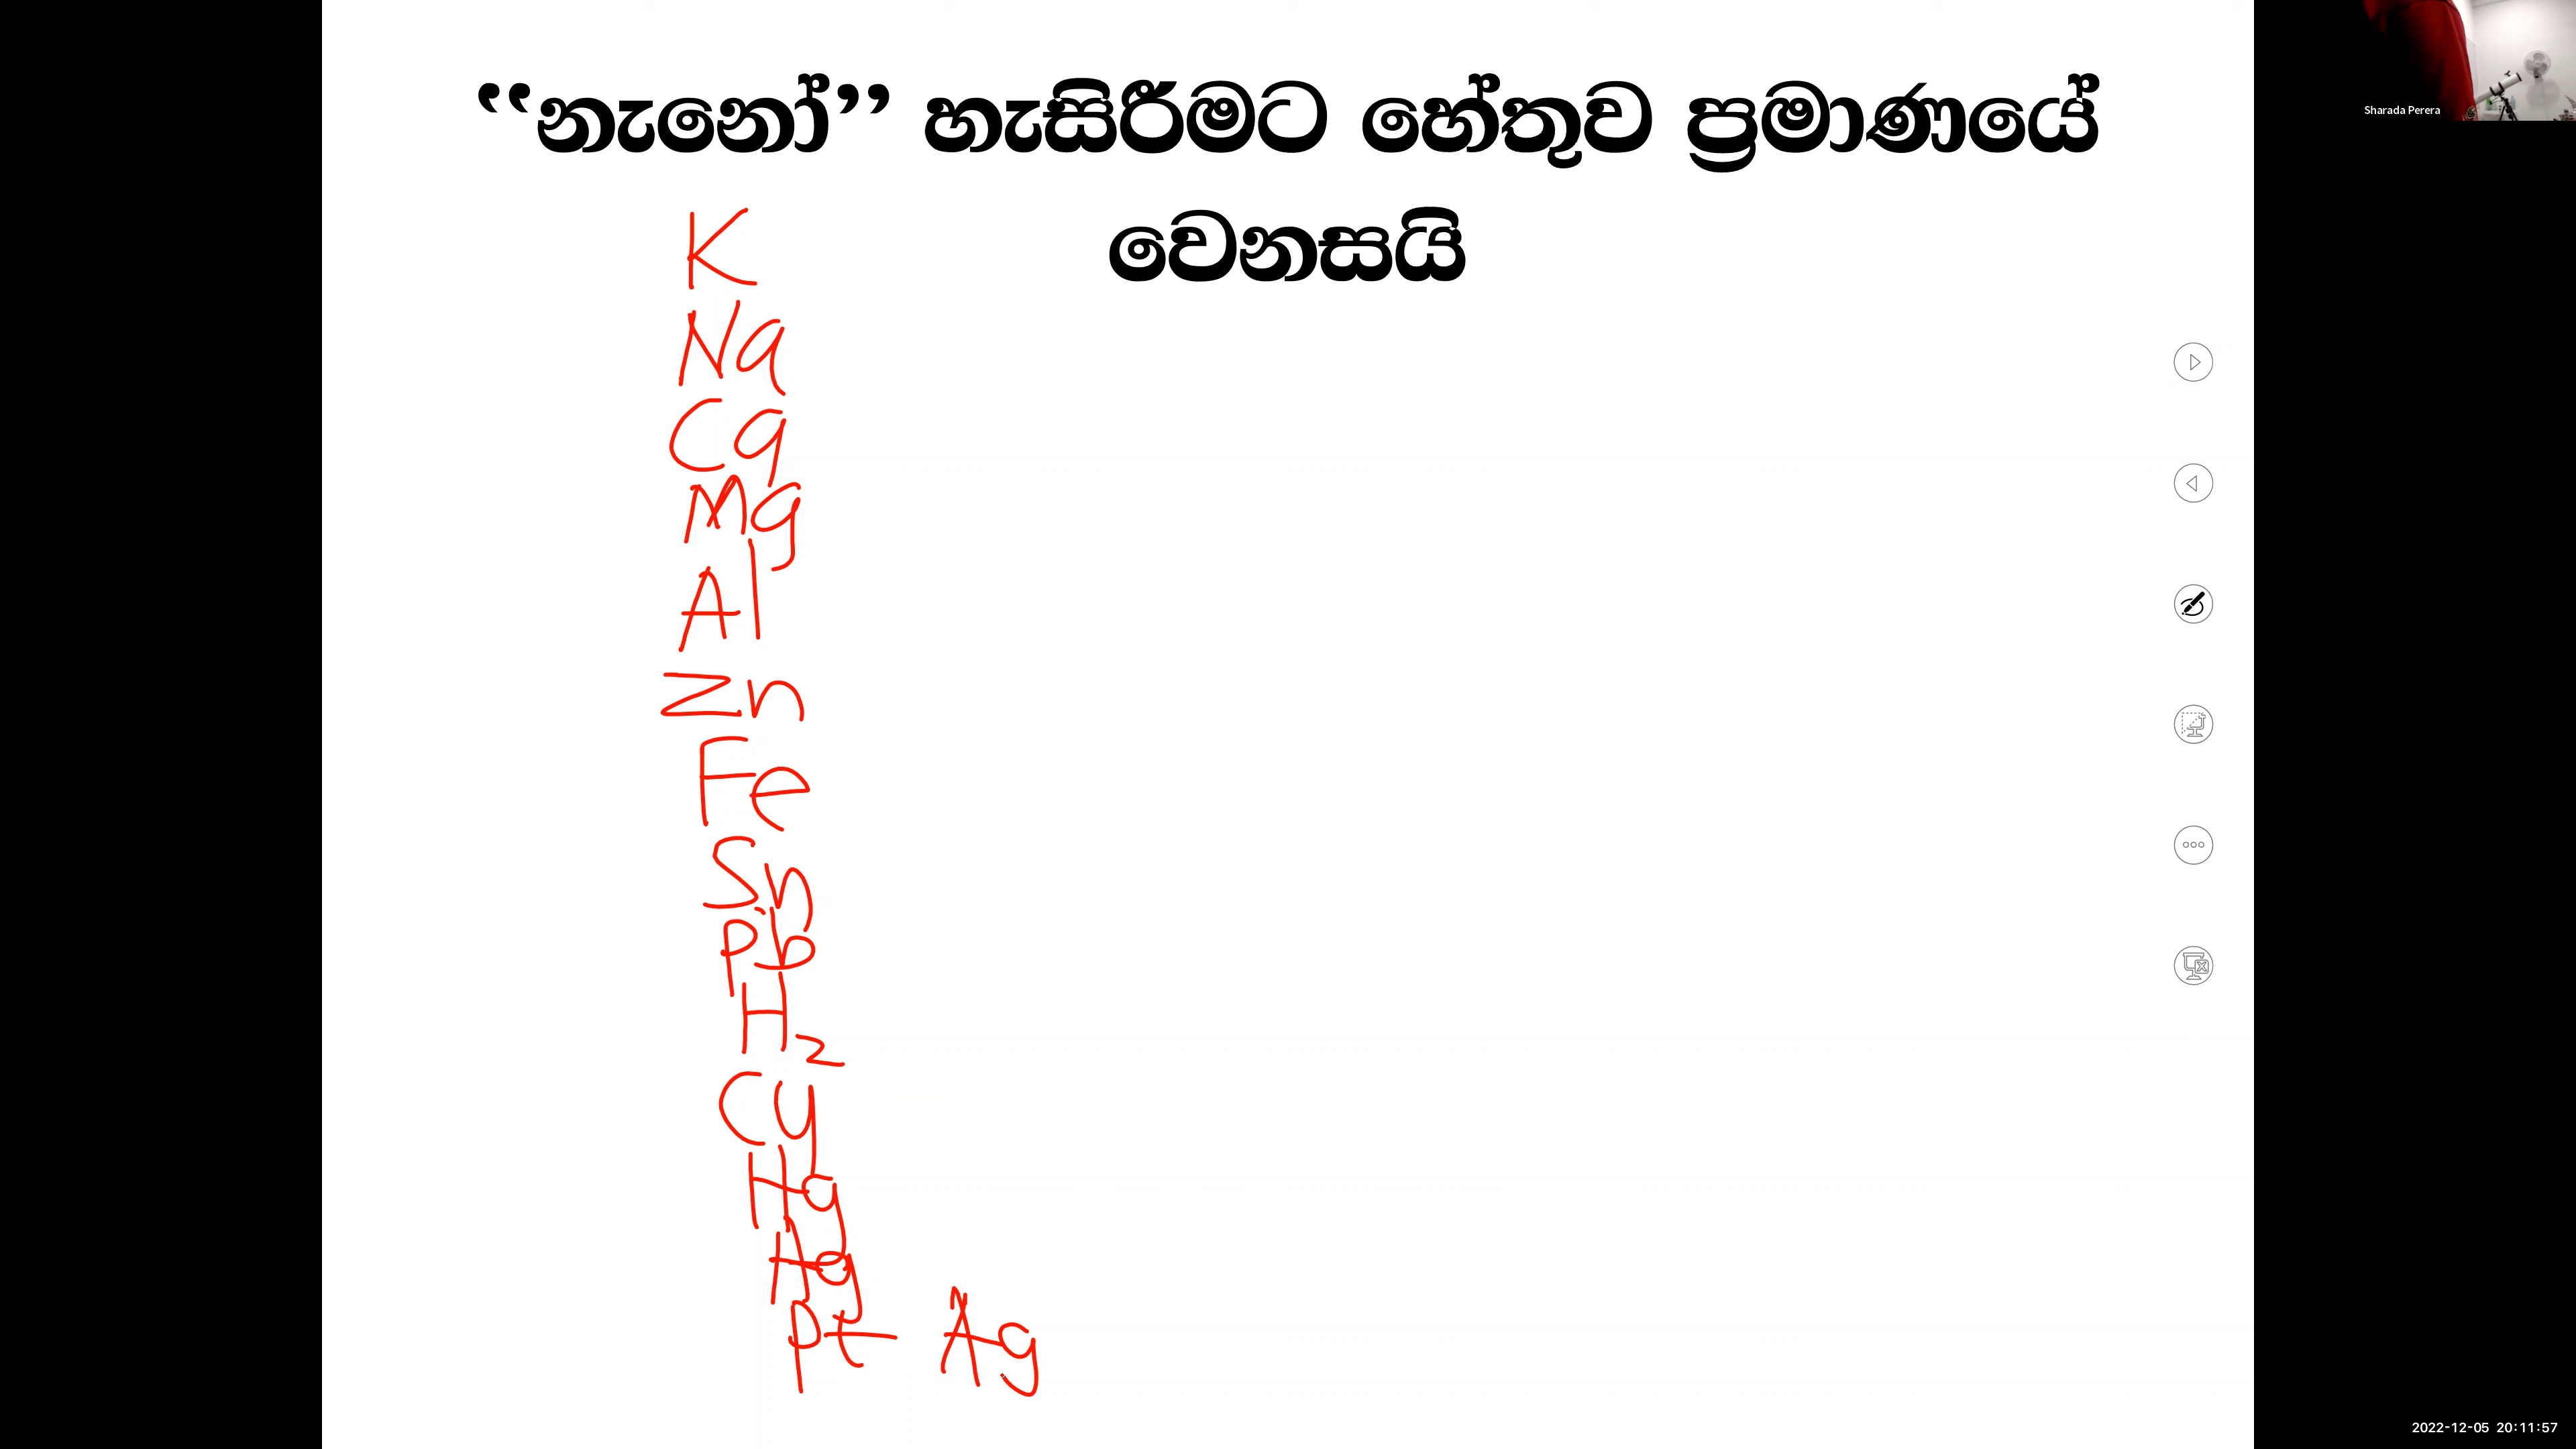 “නැනෝ” හැසිරීමට හේතුව ප්‍රමාණයේ
වෙනසයි
K
Na
Ca
Mg
Al
Zn
Fe
Sn
Pb
H₂
Cu
Hg
Ag
Pt Ag
Sharada Perera
2022-12-05 20:11:57